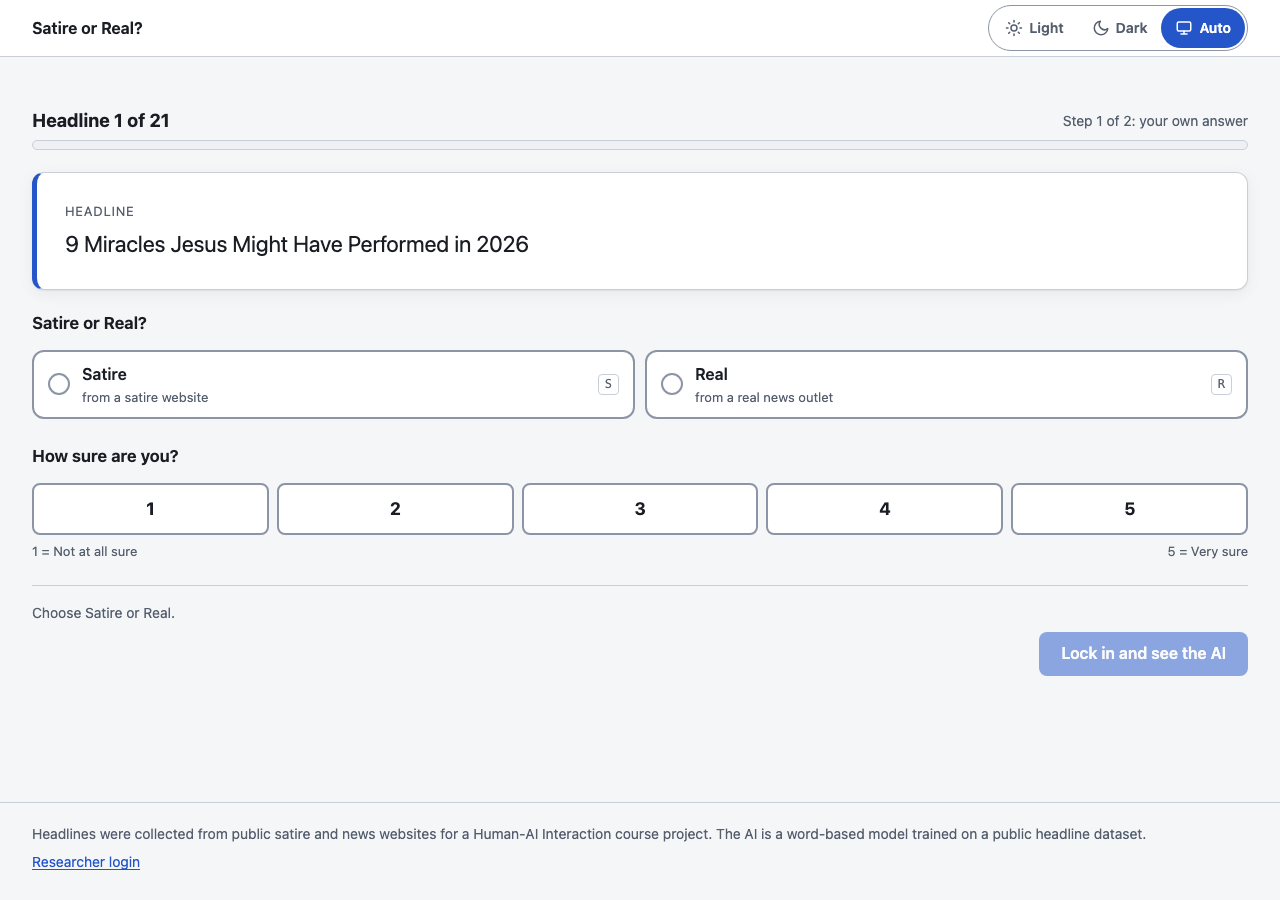 Satire or Real?
Light
Dark
Auto
Headline 1 of 21
Step 1 of 2: your own answer
HEADLINE
9 Miracles Jesus Might Have Performed in 2026
Satire or Real?
Satire
from a satire website
S
Real
from a real news outlet
R
How sure are you?
1
2
3
4
5
1 = Not at all sure
5 = Very sure
Choose Satire or Real.
Lock in and see the AI
Headlines were collected from public satire and news websites for a Human-AI Interaction course project. The AI is a word-based model trained on a public headline dataset.
Researcher login